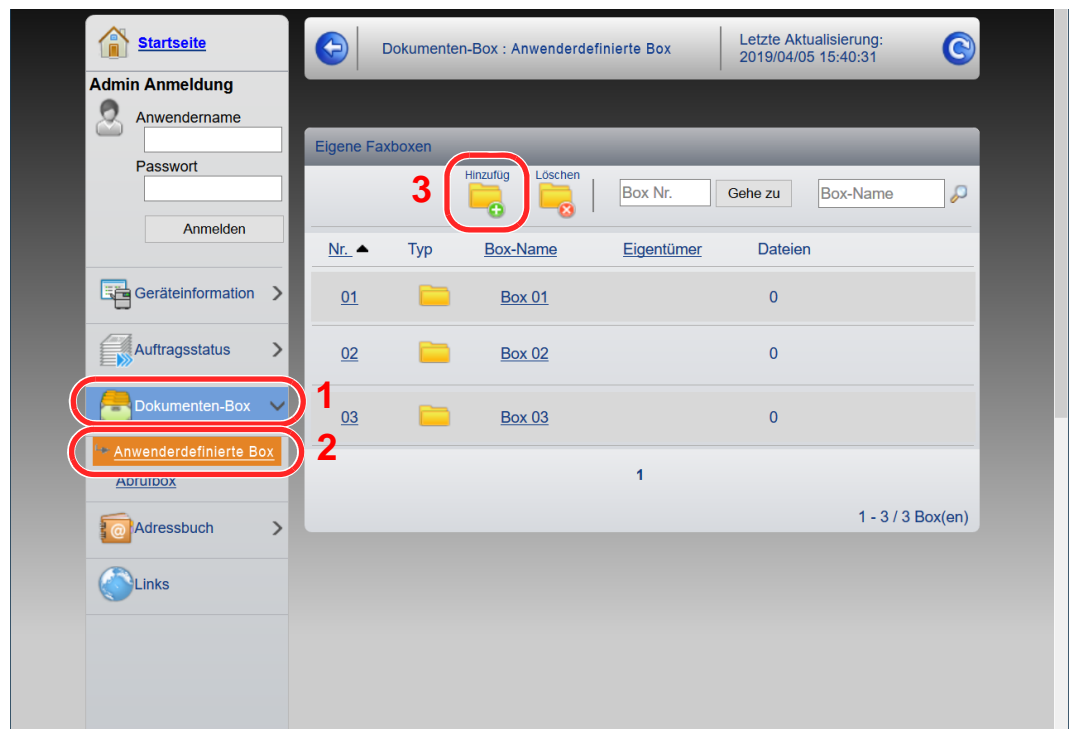 Startseite
Admin Anmeldung
Anwendername
Passwort
Anmelden
Geräteinformation
Auftragsstatus
Dokumenten-Box
1
Anwenderdefinierte Box
2
Abrufbox
Adressbuch
Links
Dokumenten-Box : Anwenderdefinierte Box
Letzte Aktualisierung:
2019/04/05 15:40:31
Eigene Faxboxen
3
Hinzufüg
Löschen
Box Nr.
Gehe zu
Box-Name
Nr. Typ Box-Name Eigentümer Dateien
01 Box 01 0
02 Box 02 0
03 Box 03 0
1
1 - 3 / 3 Box(en)